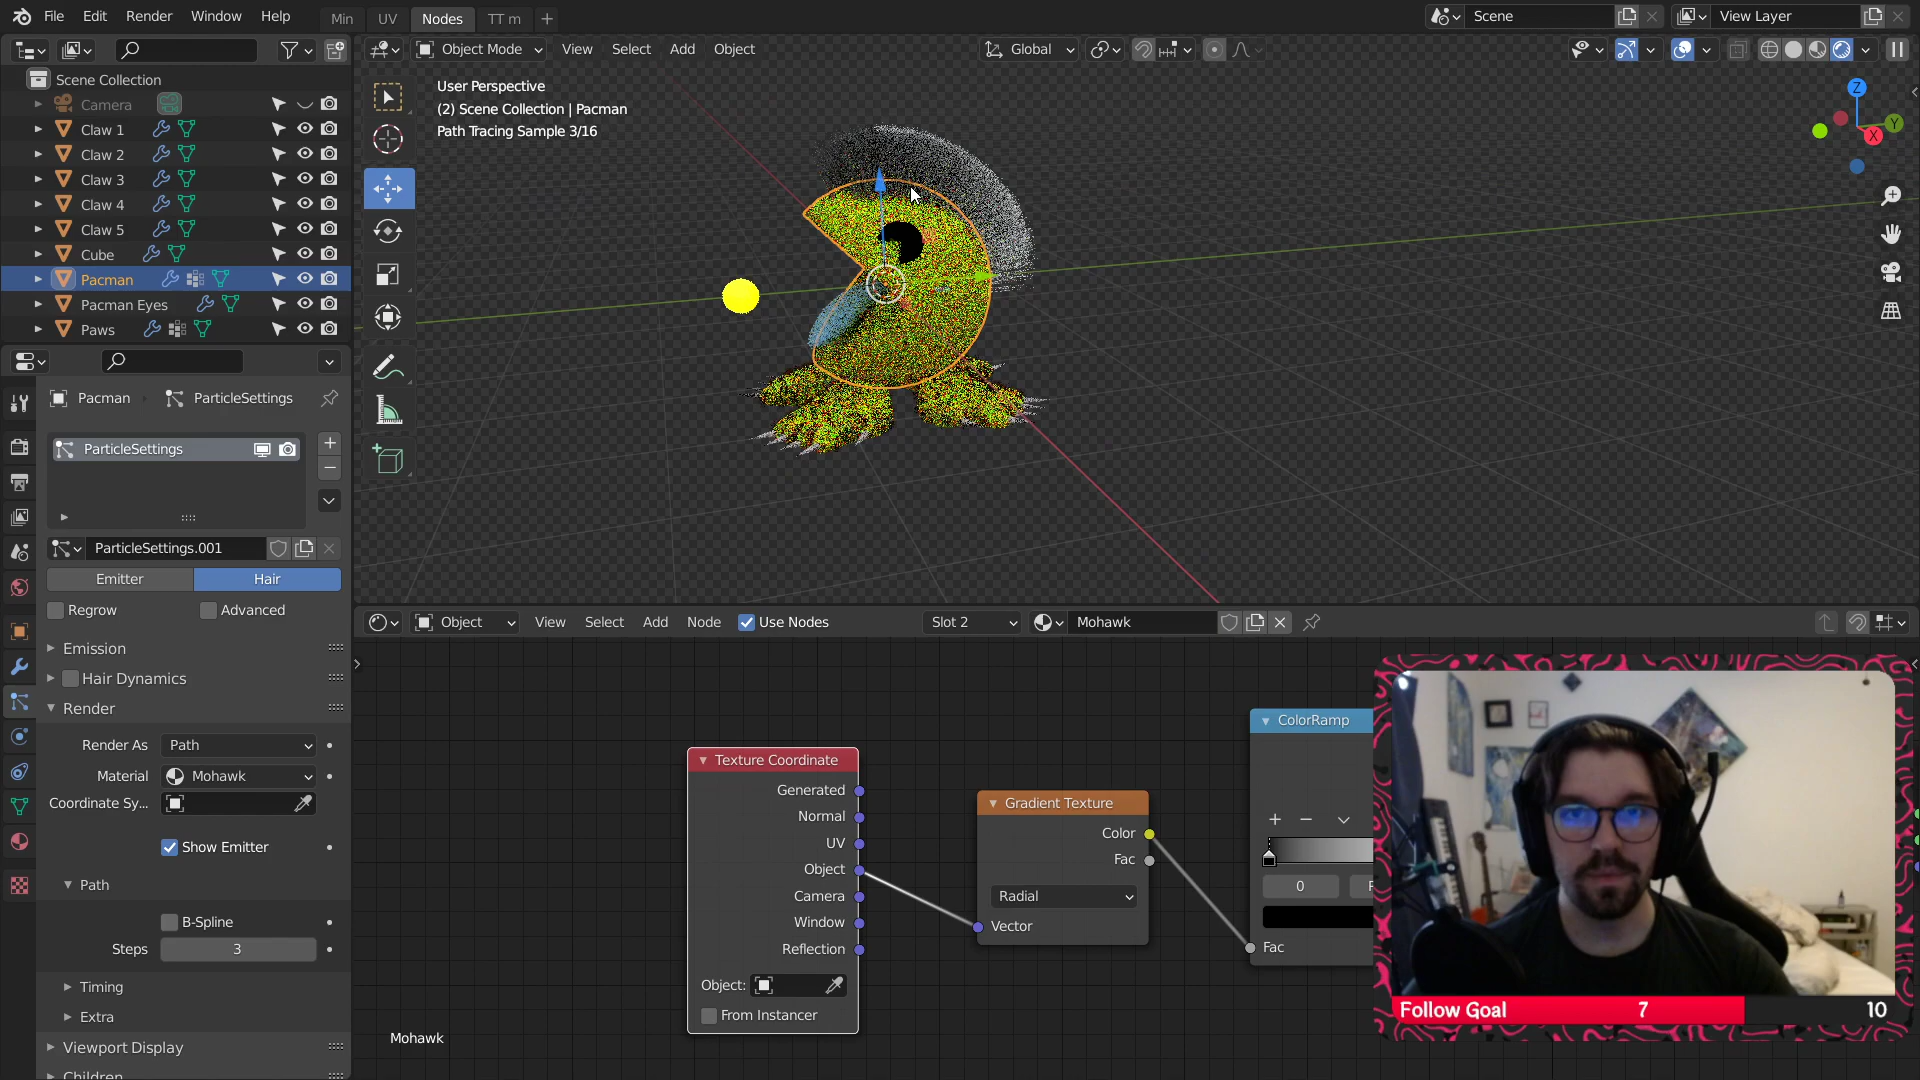 File Edit Render Window Help Min UV Nodes TT m + Scene View Layer
Object Mode View Select Add Object Global
Scene Collection
Camera
Claw 1
Claw 2
Claw 3
Claw 4
Claw 5
Cube
Pacman
Pacman Eyes
Paws
User Perspective
(2) Scene Collection | Pacman
Path Tracing Sample 3/16
Z
Y
X
Pacman ParticleSettings
ParticleSettings
ParticleSettings.001
Emitter Hair
Regrow Advanced
Emission
Hair Dynamics
Render
Render As Path
Material Mohawk
Coordinate Sy...
Show Emitter
Path
B-Spline
Steps 3
Timing
Extra
Viewport Display
Children
Object View Select Add Node Use Nodes Slot 2 Mohawk
Texture Coordinate
Generated
Normal
UV
Object
Camera
Window
Reflection
Object:
From Instancer
Gradient Texture
Color
Fac
Radial
Vector
ColorRamp
0
Fac
Mohawk
Follow Goal 7 10